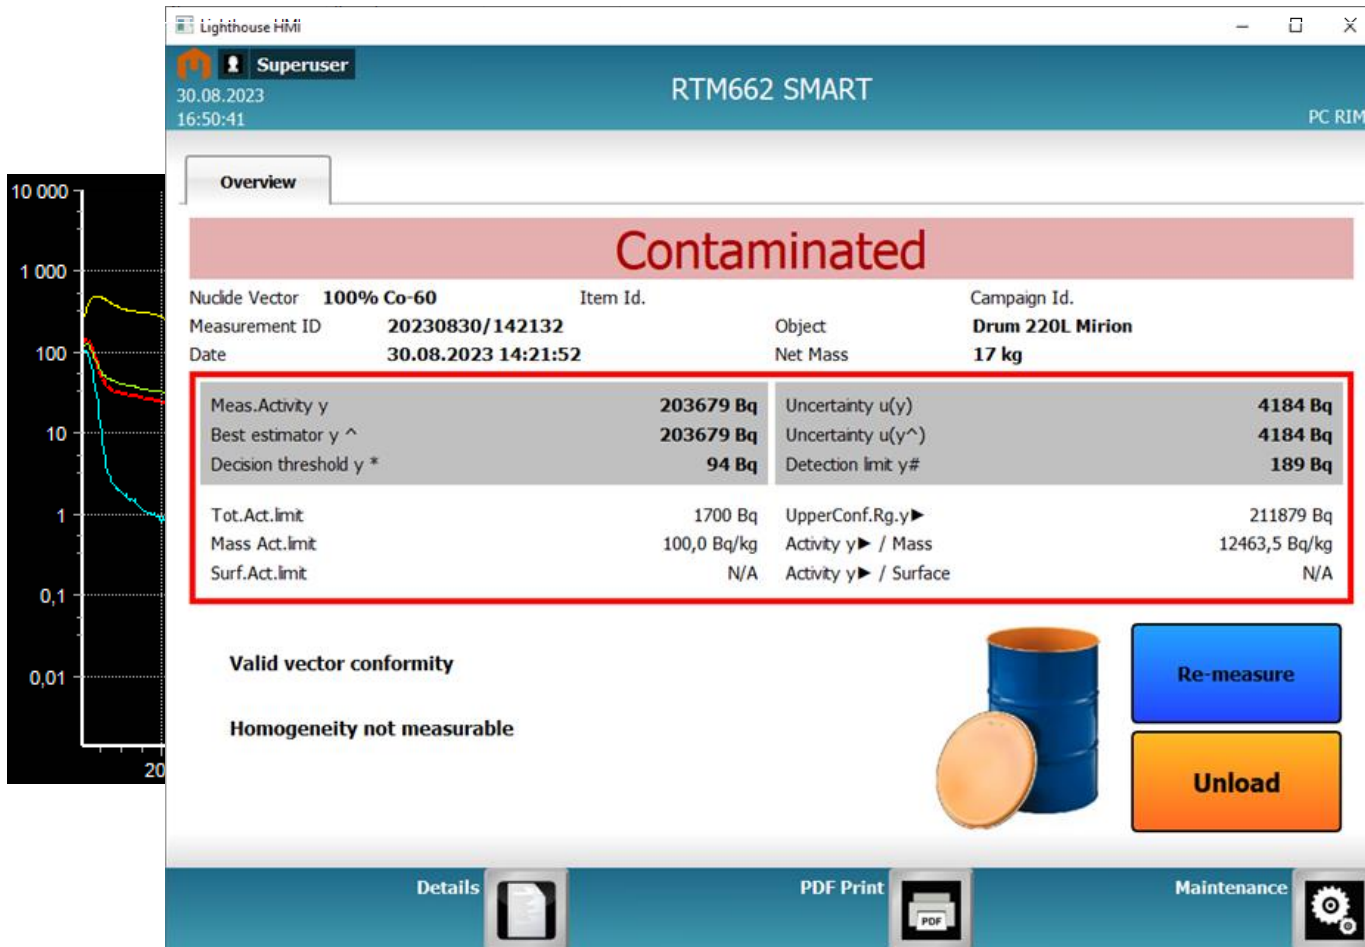 Lighthouse HMI
Superuser
30.08.2023
16:50:41
RTM662 SMART
PC RIM
Overview
Contaminated
Nuclide Vector 100% Co-60 Item Id. Campaign Id.
Measurement ID 20230830/142132 Object Drum 220L Mirion
Date 30.08.2023 14:21:52 Net Mass 17 kg
Meas.Activity y 203679 Bq Uncertainty u(y) 4184 Bq
Best estimator y ^ 203679 Bq Uncertainty u(y^) 4184 Bq
Decision threshold y * 94 Bq Detection limit y# 189 Bq
Tot.Act.limit 1700 Bq UpperConf.Rg.y► 211879 Bq
Mass Act.limit 100,0 Bq/kg Activity y► / Mass 12463,5 Bq/kg
Surf.Act.limit N/A Activity y► / Surface N/A
Valid vector conformity
Homogeneity not measurable
Re-measure
Unload
Details
PDF Print
PDF
Maintenance
10 000
1 000
100
10
1
0,1
0,01
20